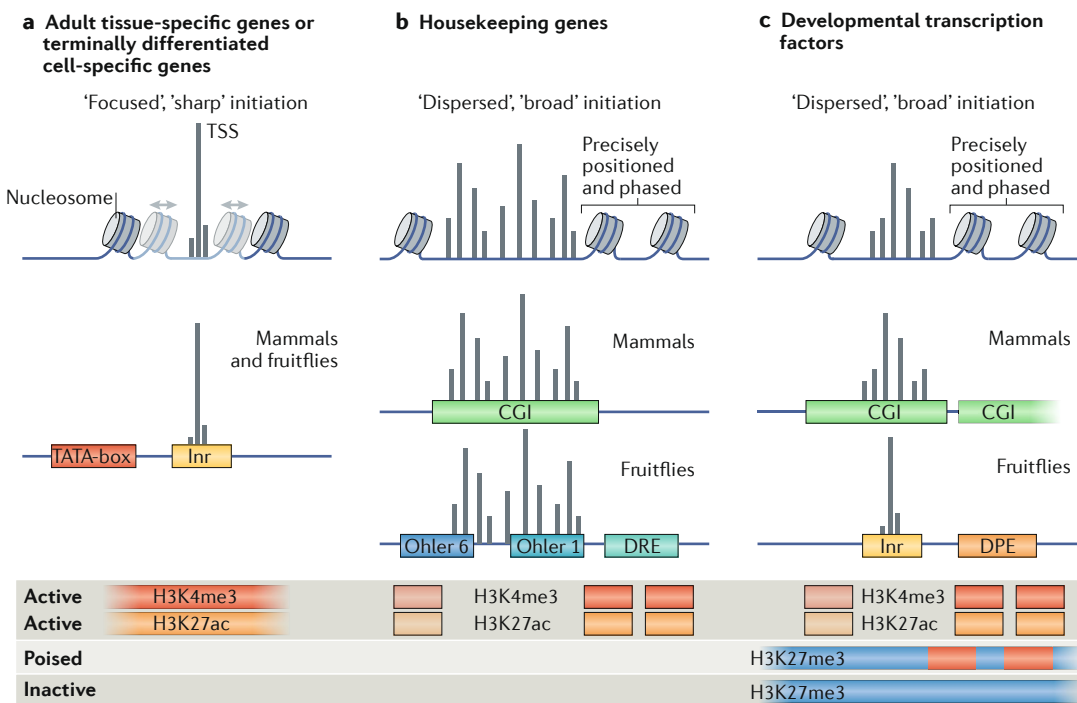 a Adult tissue-specific genes or
terminally differentiated
cell-specific genes
'Focused', 'sharp' initiation
TSS
Nucleosome
Mammals
and fruitflies
TATA-box
Inr
b Housekeeping genes
'Dispersed', 'broad' initiation
Precisely
positioned
and phased
Mammals
CGI
Fruitflies
Ohler 6
Ohler 1
DRE
c Developmental transcription
factors
'Dispersed', 'broad' initiation
Precisely
positioned
and phased
Mammals
CGI
CGI
Fruitflies
Inr
DPE
Active H3K4me3 H3K4me3 H3K4me3
Active H3K27ac H3K27ac H3K27ac
Poised H3K27me3
Inactive H3K27me3